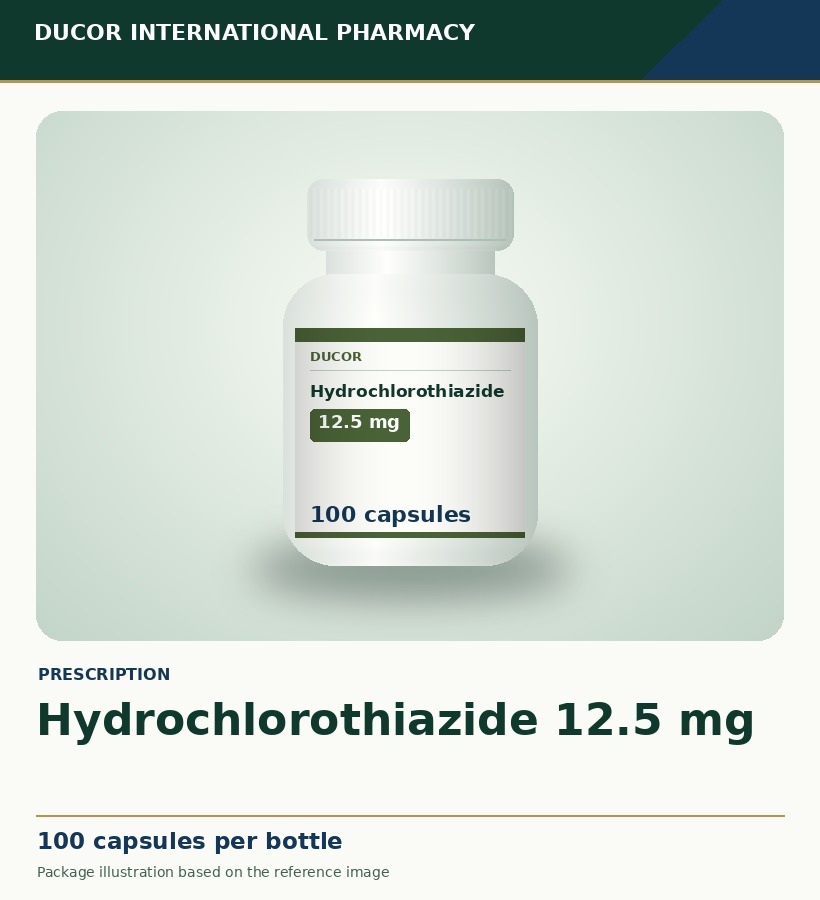 DUCOR INTERNATIONAL PHARMACY
DUCOR
Hydrochlorothiazide
12.5 mg
100 capsules
PRESCRIPTION
Hydrochlorothiazide 12.5 mg
100 capsules per bottle
Package illustration based on the reference image